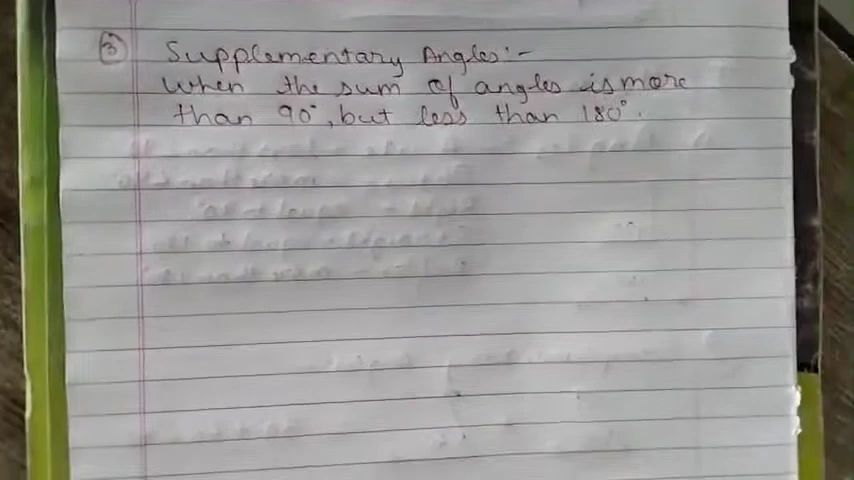 ③ Supplementary Angles:-
When the sum of angles is more
than 90°, but less than 180°.